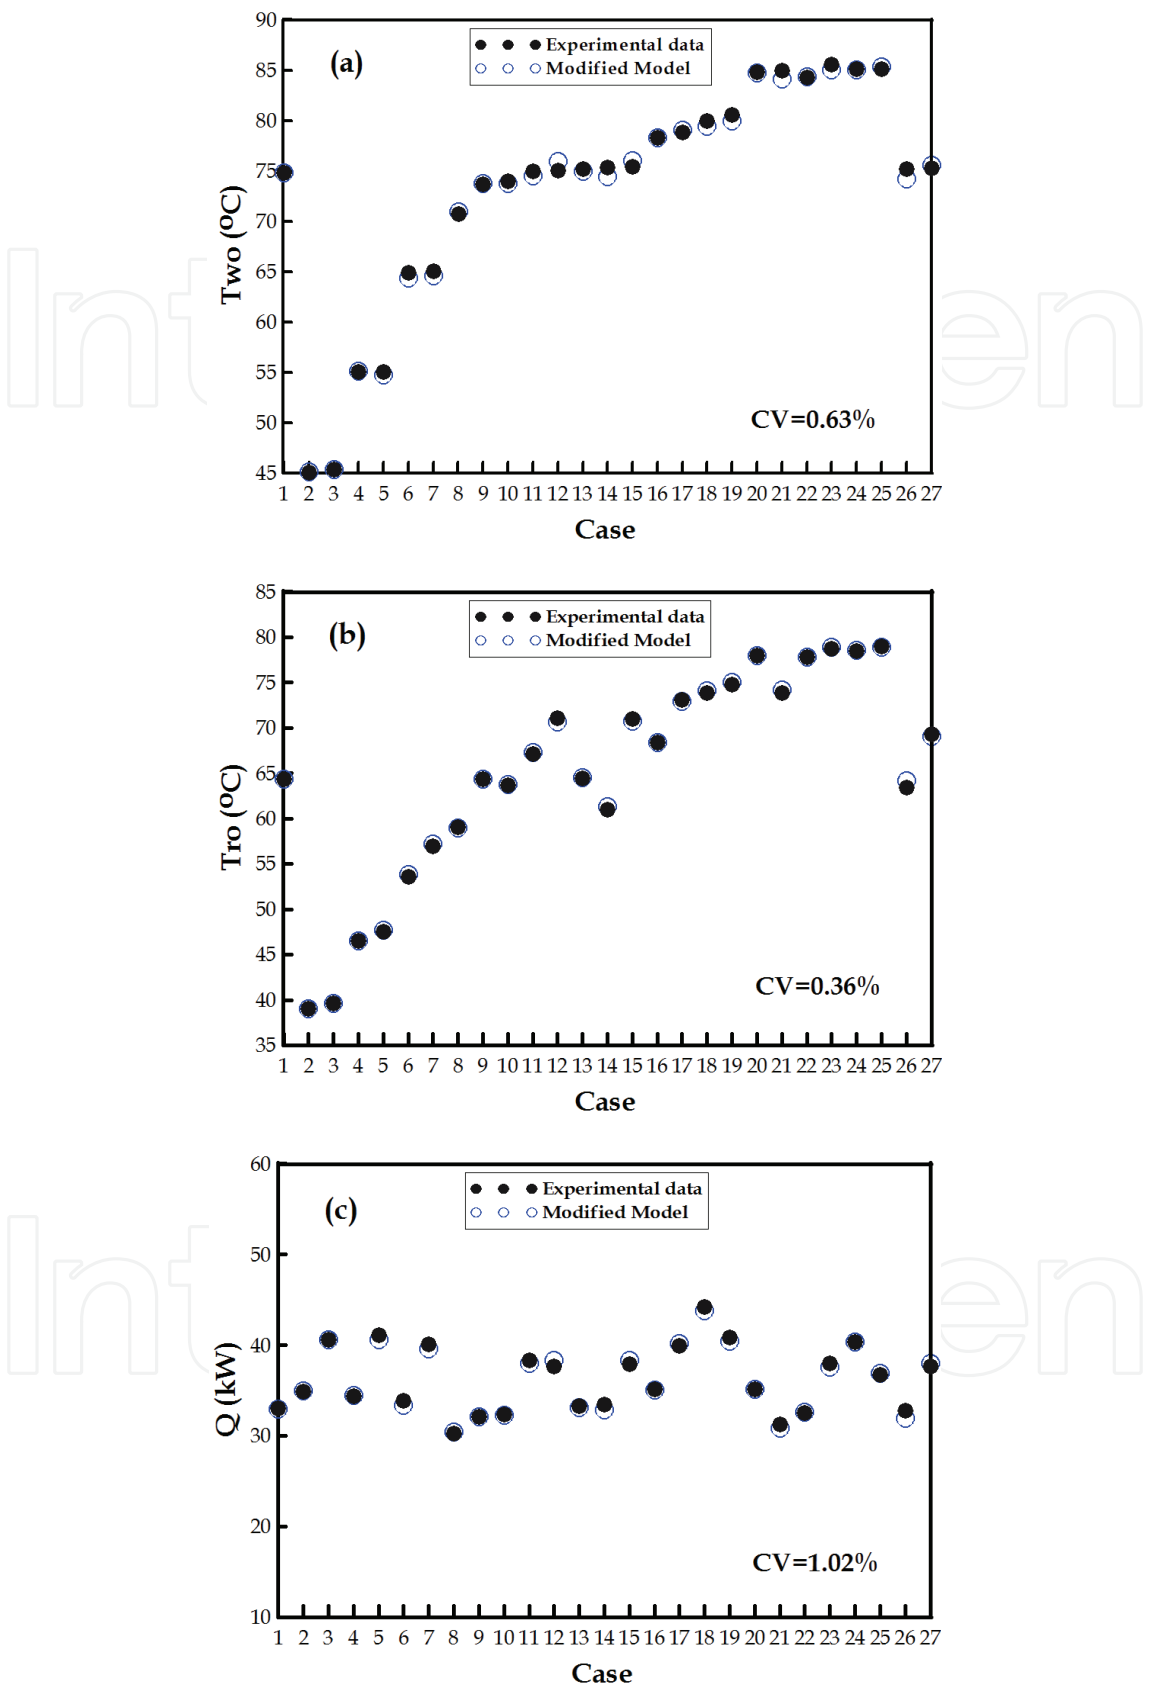 90
85
80
75
70
65
60
55
50
45
Two (ºC)
(a)
Experimental data
Modified Model
CV=0.63%
1 2 3 4 5 6 7 8 9 10 11 12 13 14 15 16 17 18 19 20 21 22 23 24 25 26 27
Case
85
80
75
70
65
60
55
50
45
40
35
Tro (ºC)
(b)
Experimental data
Modified Model
CV=0.36%
1 2 3 4 5 6 7 8 9 10 11 12 13 14 15 16 17 18 19 20 21 22 23 24 25 26 27
Case
60
50
40
30
20
10
Q (kW)
(c)
Experimental data
Modified Model
CV=1.02%
1 2 3 4 5 6 7 8 9 10 11 12 13 14 15 16 17 18 19 20 21 22 23 24 25 26 27
Case